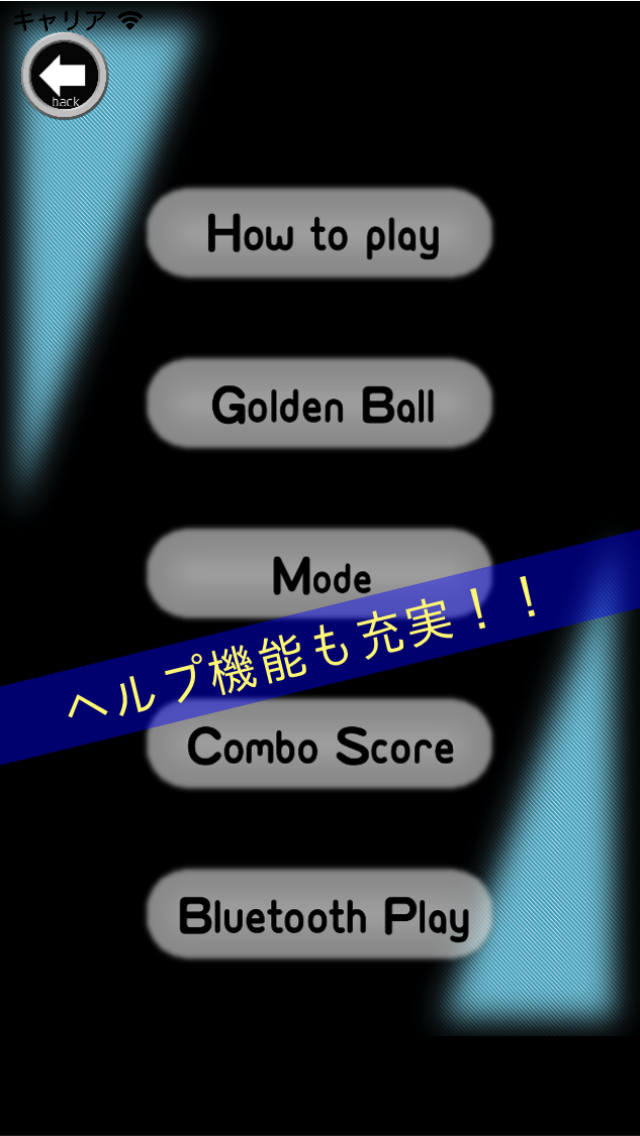 キャリア
back
How to play
Golden Ball
Mode
ヘルプ機能も充実！！
Combo Score
Bluetooth Play